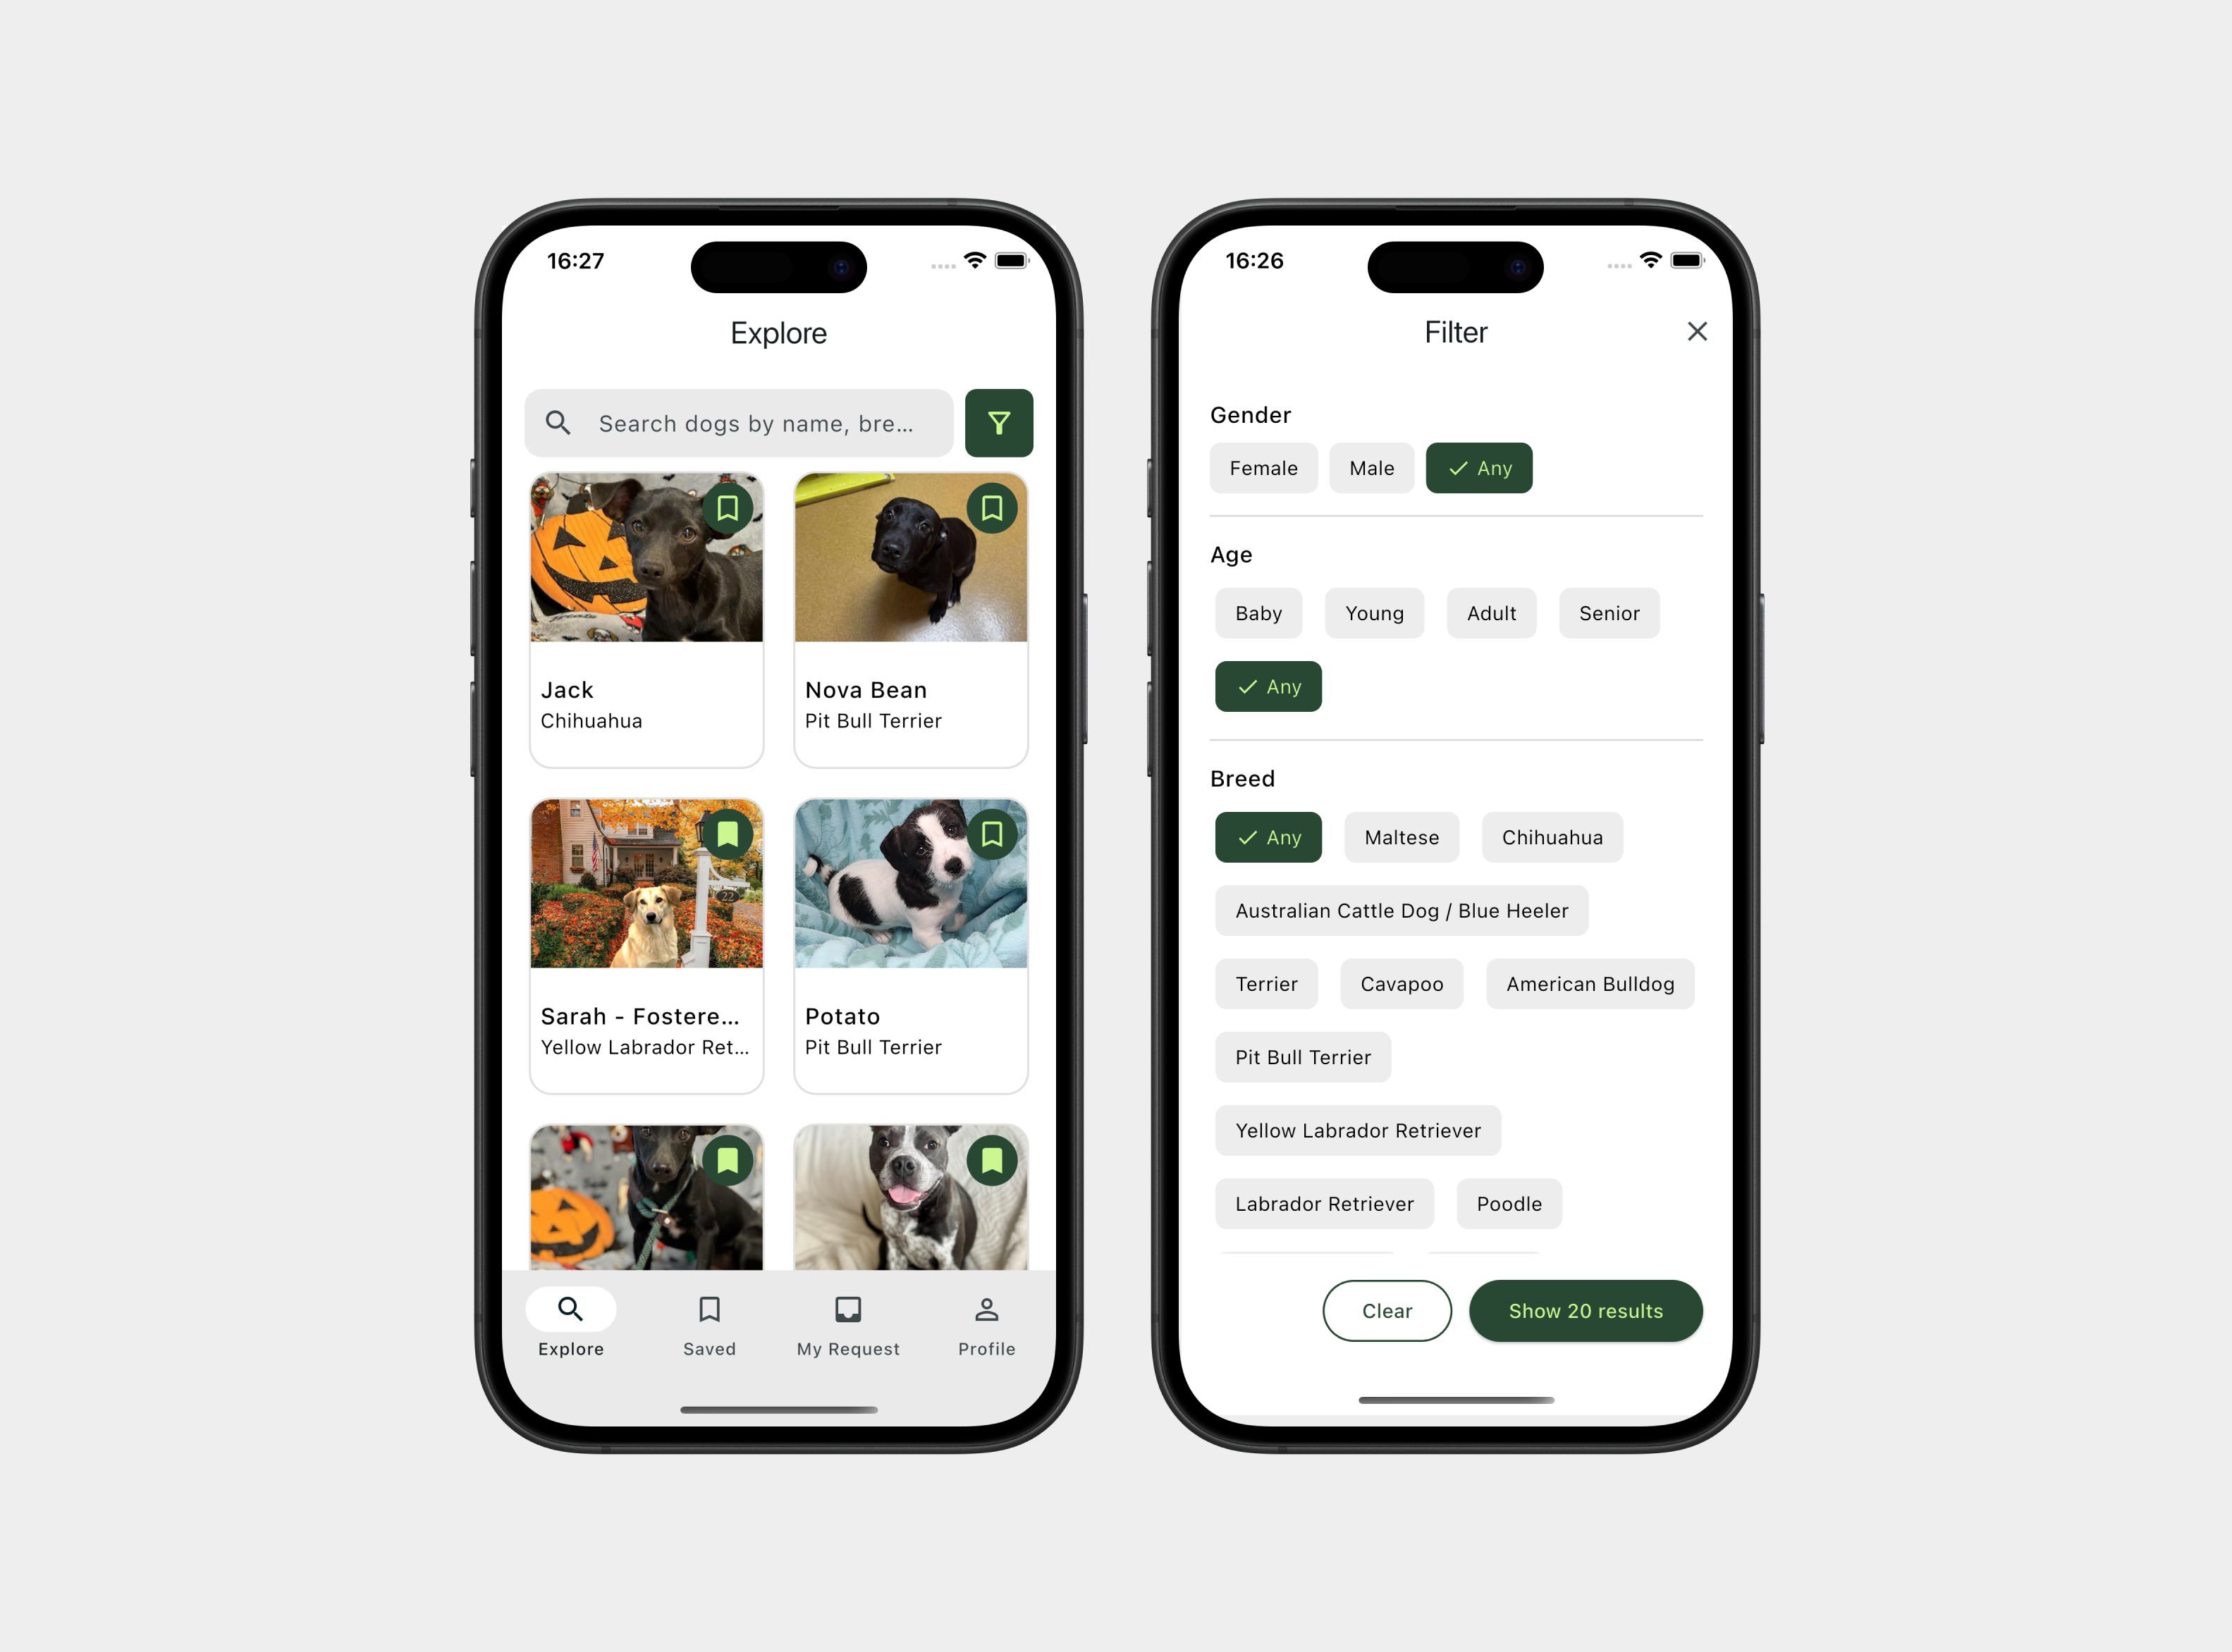 16:27
Explore
Search dogs by name, bre...
Jack
Chihuahua
Nova Bean
Pit Bull Terrier
22
Sarah - Fostere...
Yellow Labrador Ret...
Potato
Pit Bull Terrier
Explore
Saved
My Request
Profile
16:26
Filter
Gender
Female
Male
Any
Age
Baby
Young
Adult
Senior
Any
Breed
Any
Maltese
Chihuahua
Australian Cattle Dog / Blue Heeler
Terrier
Cavapoo
American Bulldog
Pit Bull Terrier
Yellow Labrador Retriever
Labrador Retriever
Poodle
Clear
Show 20 results